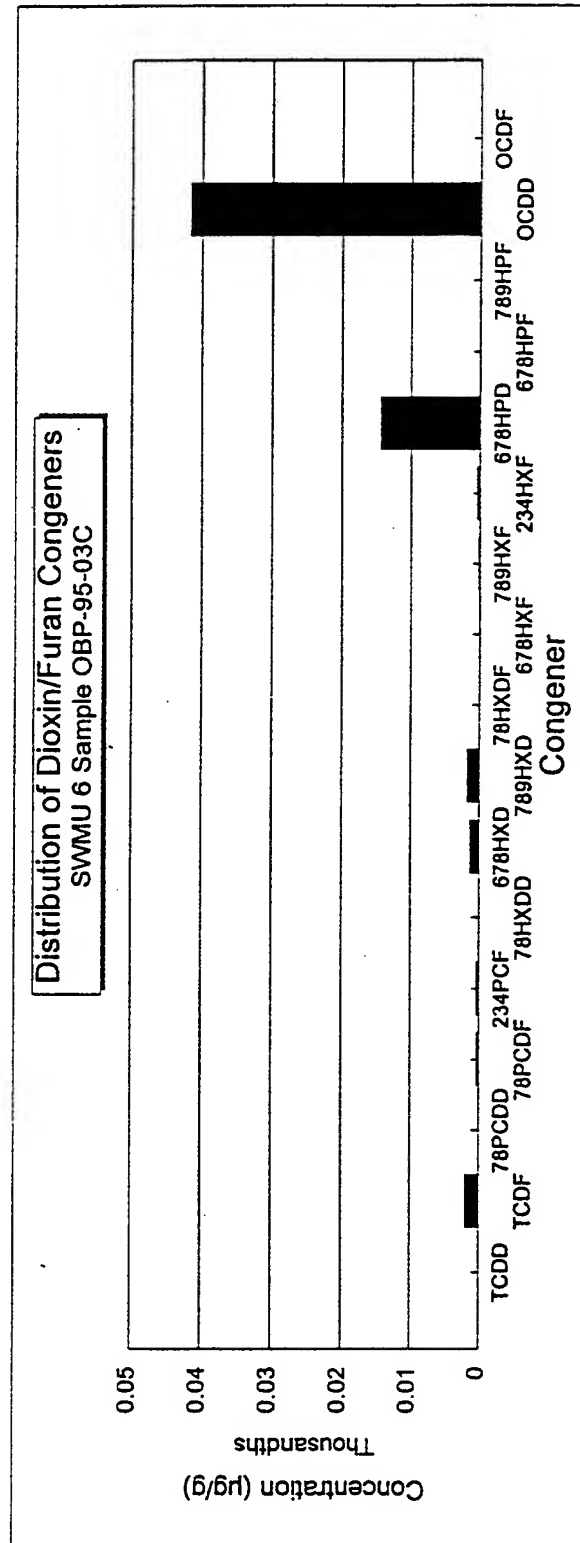 Distribution of Dioxin/Furan Congeners
SWMU 6 Sample OBP-95-03C
Concentration (µg/g)
Thousandths
0.05
0.04
0.03
0.02
0.01
0
TCDD
TCDF
78PCDD
78PCDF
234PCF
78HXDD
678HXD
789HXD
78HXDF
678HXF
789HXF
234HXF
678HPD
678HPF
789HPF
OCDD
OCDF
Congener